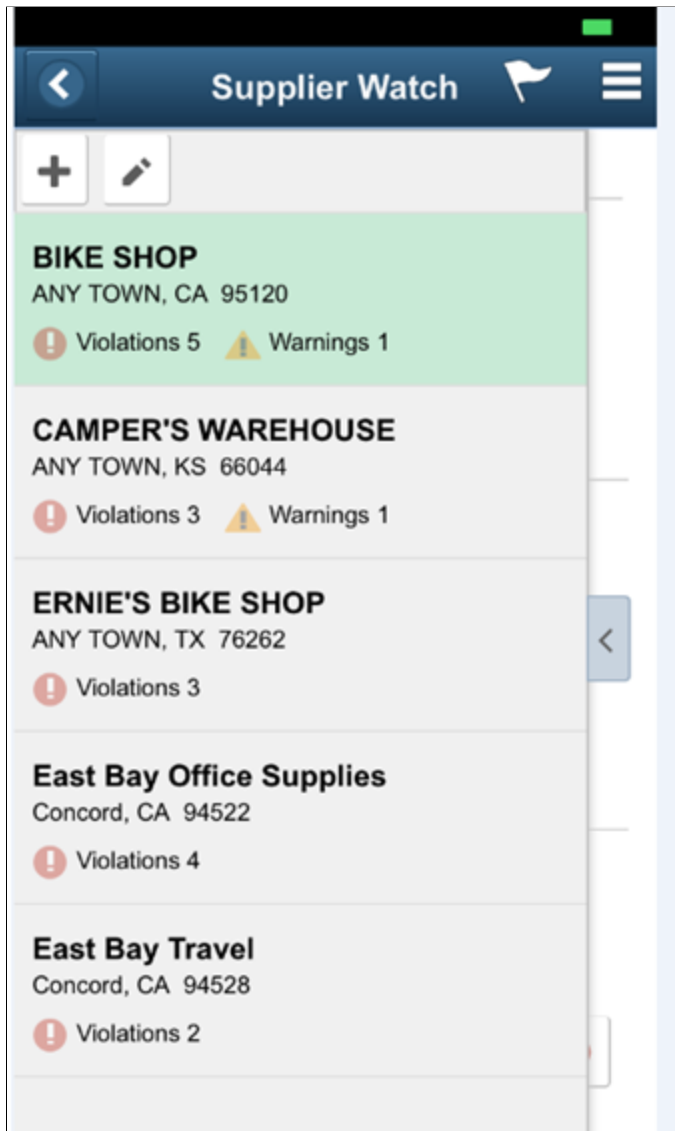 Supplier Watch
BIKE SHOP
ANY TOWN, CA  95120
Violations 5  Warnings 1
CAMPER'S WAREHOUSE
ANY TOWN, KS  66044
Violations 3  Warnings 1
ERNIE'S BIKE SHOP
ANY TOWN, TX  76262
Violations 3
East Bay Office Supplies
Concord, CA  94522
Violations 4
East Bay Travel
Concord, CA  94528
Violations 2